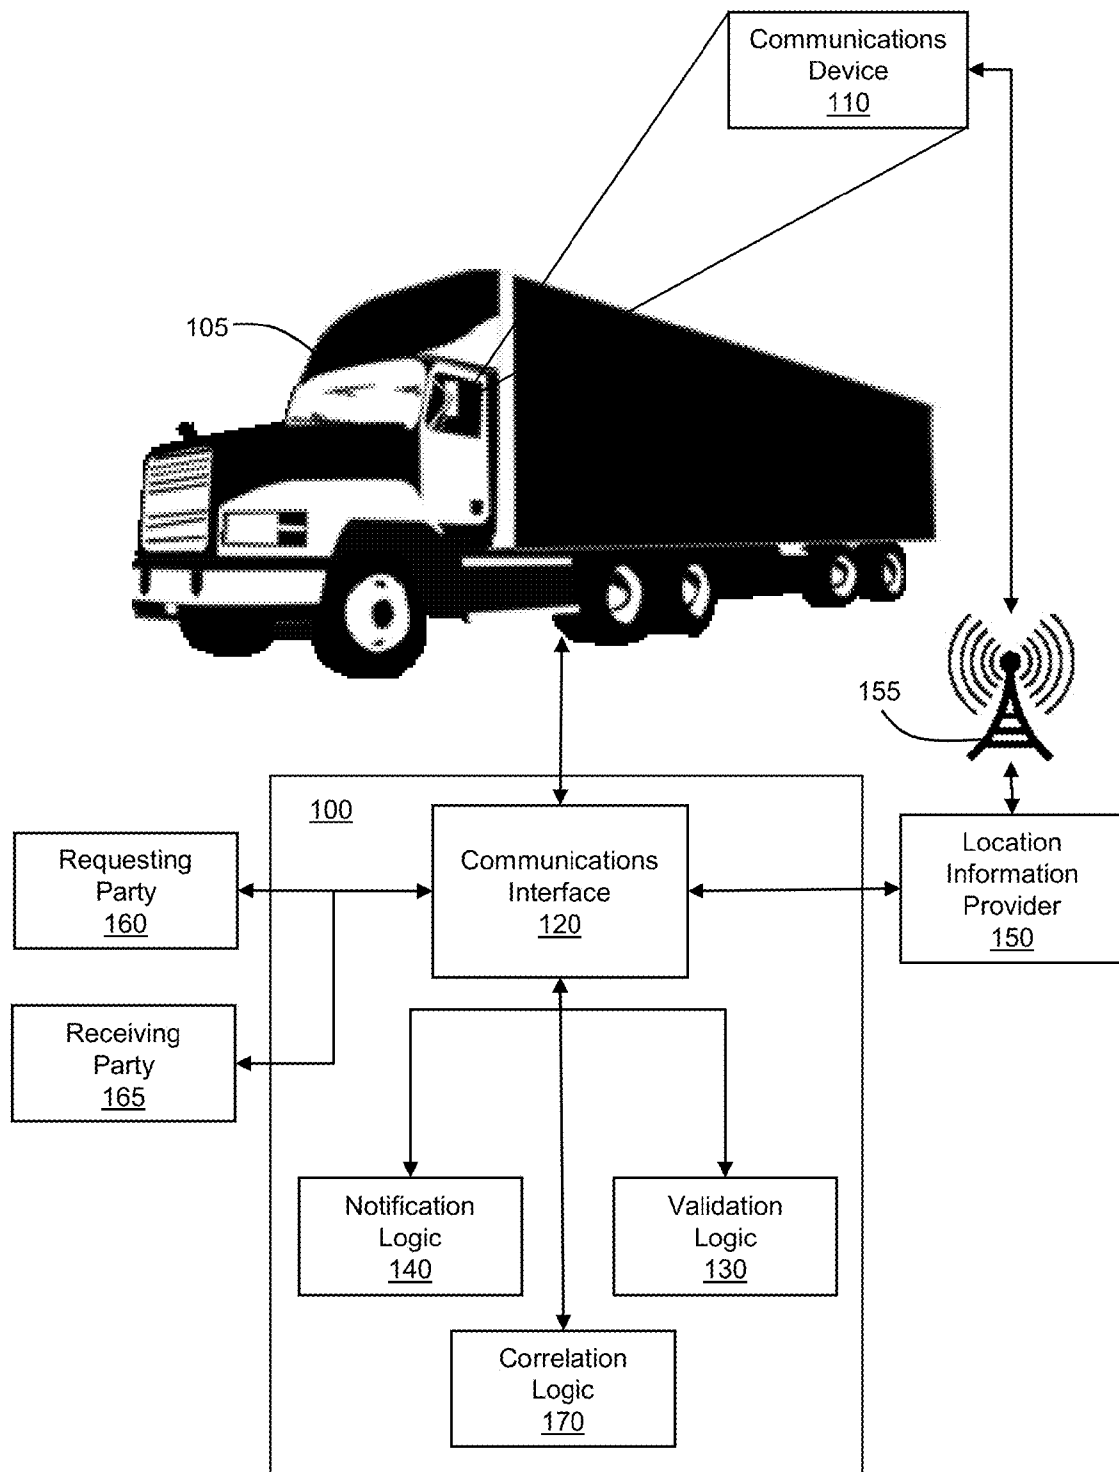 Communications
Device
110
105
155
100
Requesting
Party
160
Communications
Interface
120
Location
Information
Provider
150
Receiving
Party
165
Notification
Logic
140
Validation
Logic
130
Correlation
Logic
170